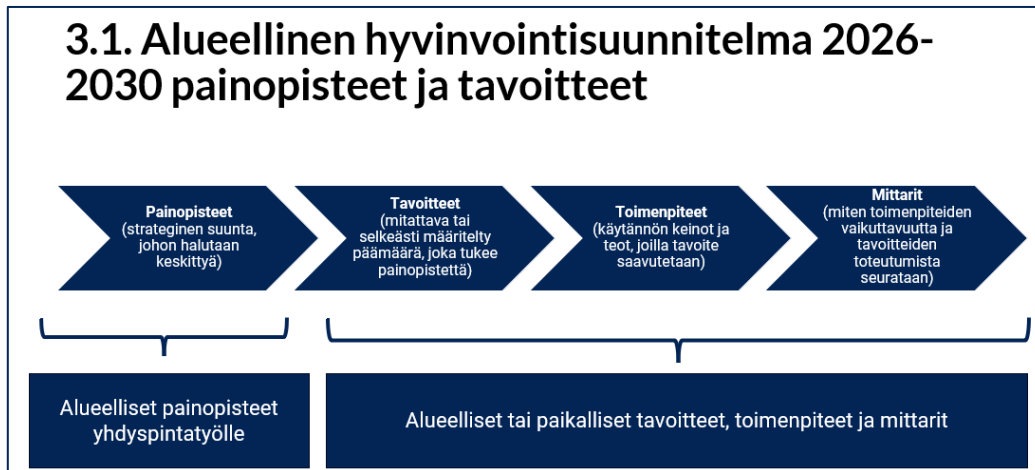 3.1. Alueellinen hyvinvointisuunnitelma 2026-
2030 painopisteet ja tavoitteet
Painopisteet
(strateginen suunta,
johon halutaan
keskittyä)
Tavoitteet
(mitattava tai
selkeästi määritelty
päämäärä, joka tukee
painopistettä)
Toimenpiteet
(käytännön keinot ja
teot, joilla tavoite
saavutetaan)
Mittarit
(miten toimenpiteiden
vaikuttavuutta ja
tavoitteiden
toteutumista
seurataan)
Alueelliset painopisteet
yhdyspintatyölle
Alueelliset tai paikalliset tavoitteet, toimenpiteet ja mittarit